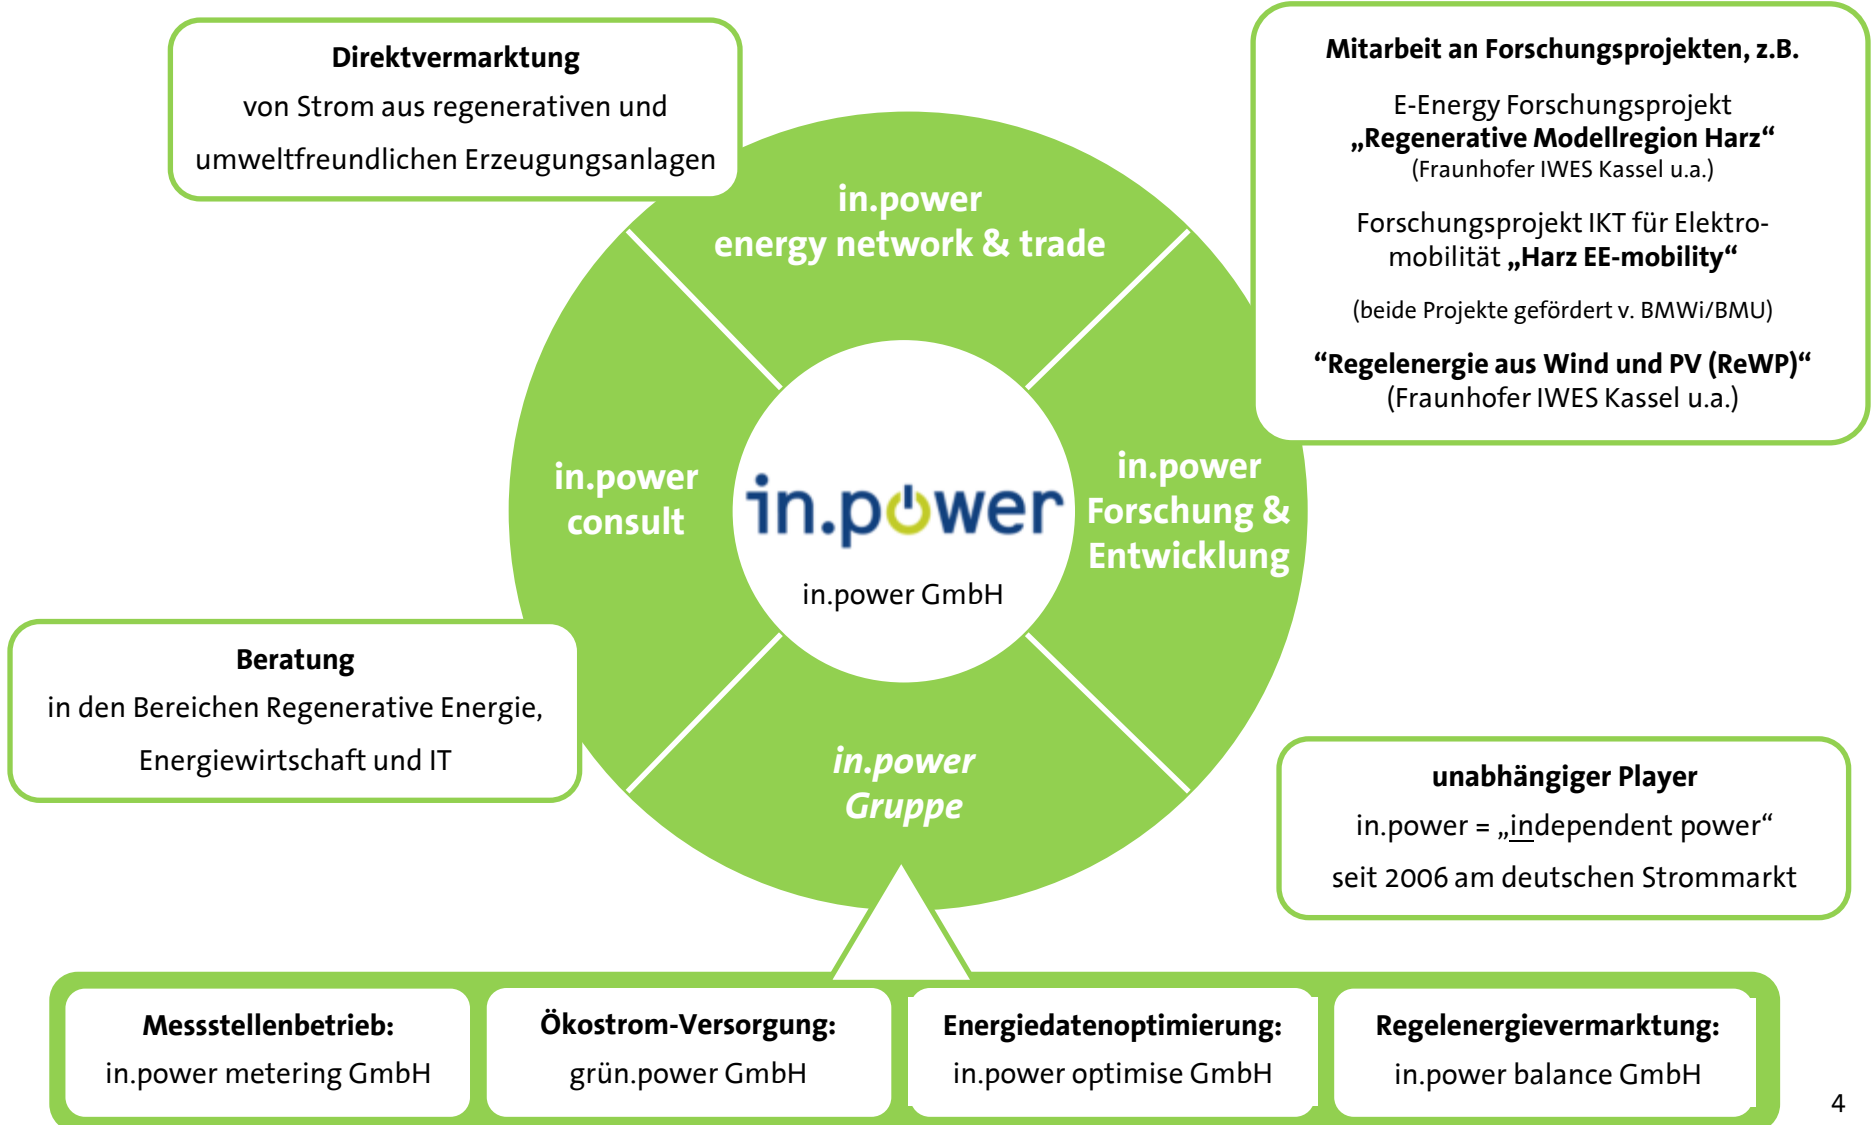 Direktvermarktung
von Strom aus regenerativen und
umweltfreundlichen Erzeugungsanlagen
Mitarbeit an Forschungsprojekten, z.B.
E-Energy Forschungsprojekt
„Regenerative Modellregion Harz“
(Fraunhofer IWES Kassel u.a.)
Forschungsprojekt IKT für Elektro-
mobilität „Harz EE-mobility“
(beide Projekte gefördert v. BMWi/BMU)
“Regelenergie aus Wind und PV (ReWP)“
(Fraunhofer IWES Kassel u.a.)
in.power
energy network & trade
in.power
consult
in.power
in.power GmbH
in.power
Forschung &
Entwicklung
Beratung
in den Bereichen Regenerative Energie,
Energiewirtschaft und IT
in.power
Gruppe
unabhängiger Player
in.power = „independent power“
seit 2006 am deutschen Strommarkt
Messstellenbetrieb:
in.power metering GmbH
Ökostrom-Versorgung:
grün.power GmbH
Energiedatenoptimierung:
in.power optimise GmbH
Regelenergievermarktung:
in.power balance GmbH
4